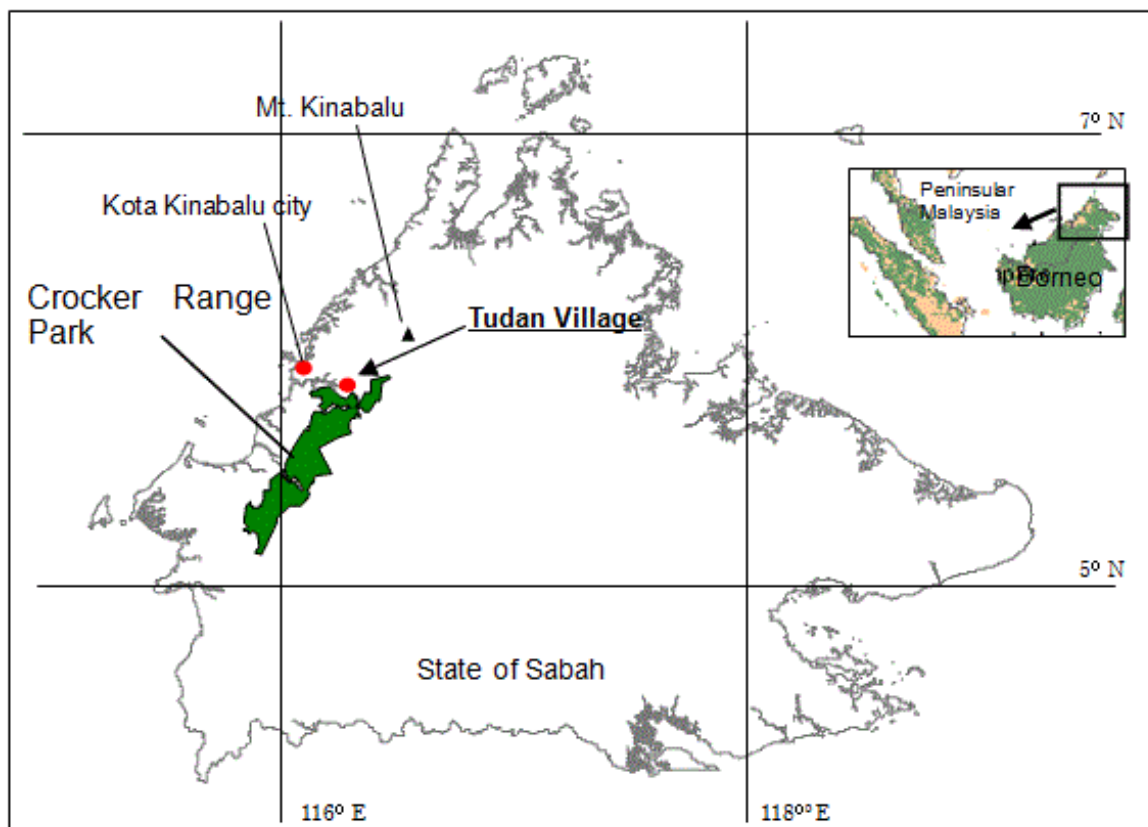 Mt. Kinabalu
7º N
Kota Kinabalu city
Peninsular
Malaysia
Borneo
Crocker Range
Park
Tudan Village
5º N
State of Sabah
116º E
118ºº E